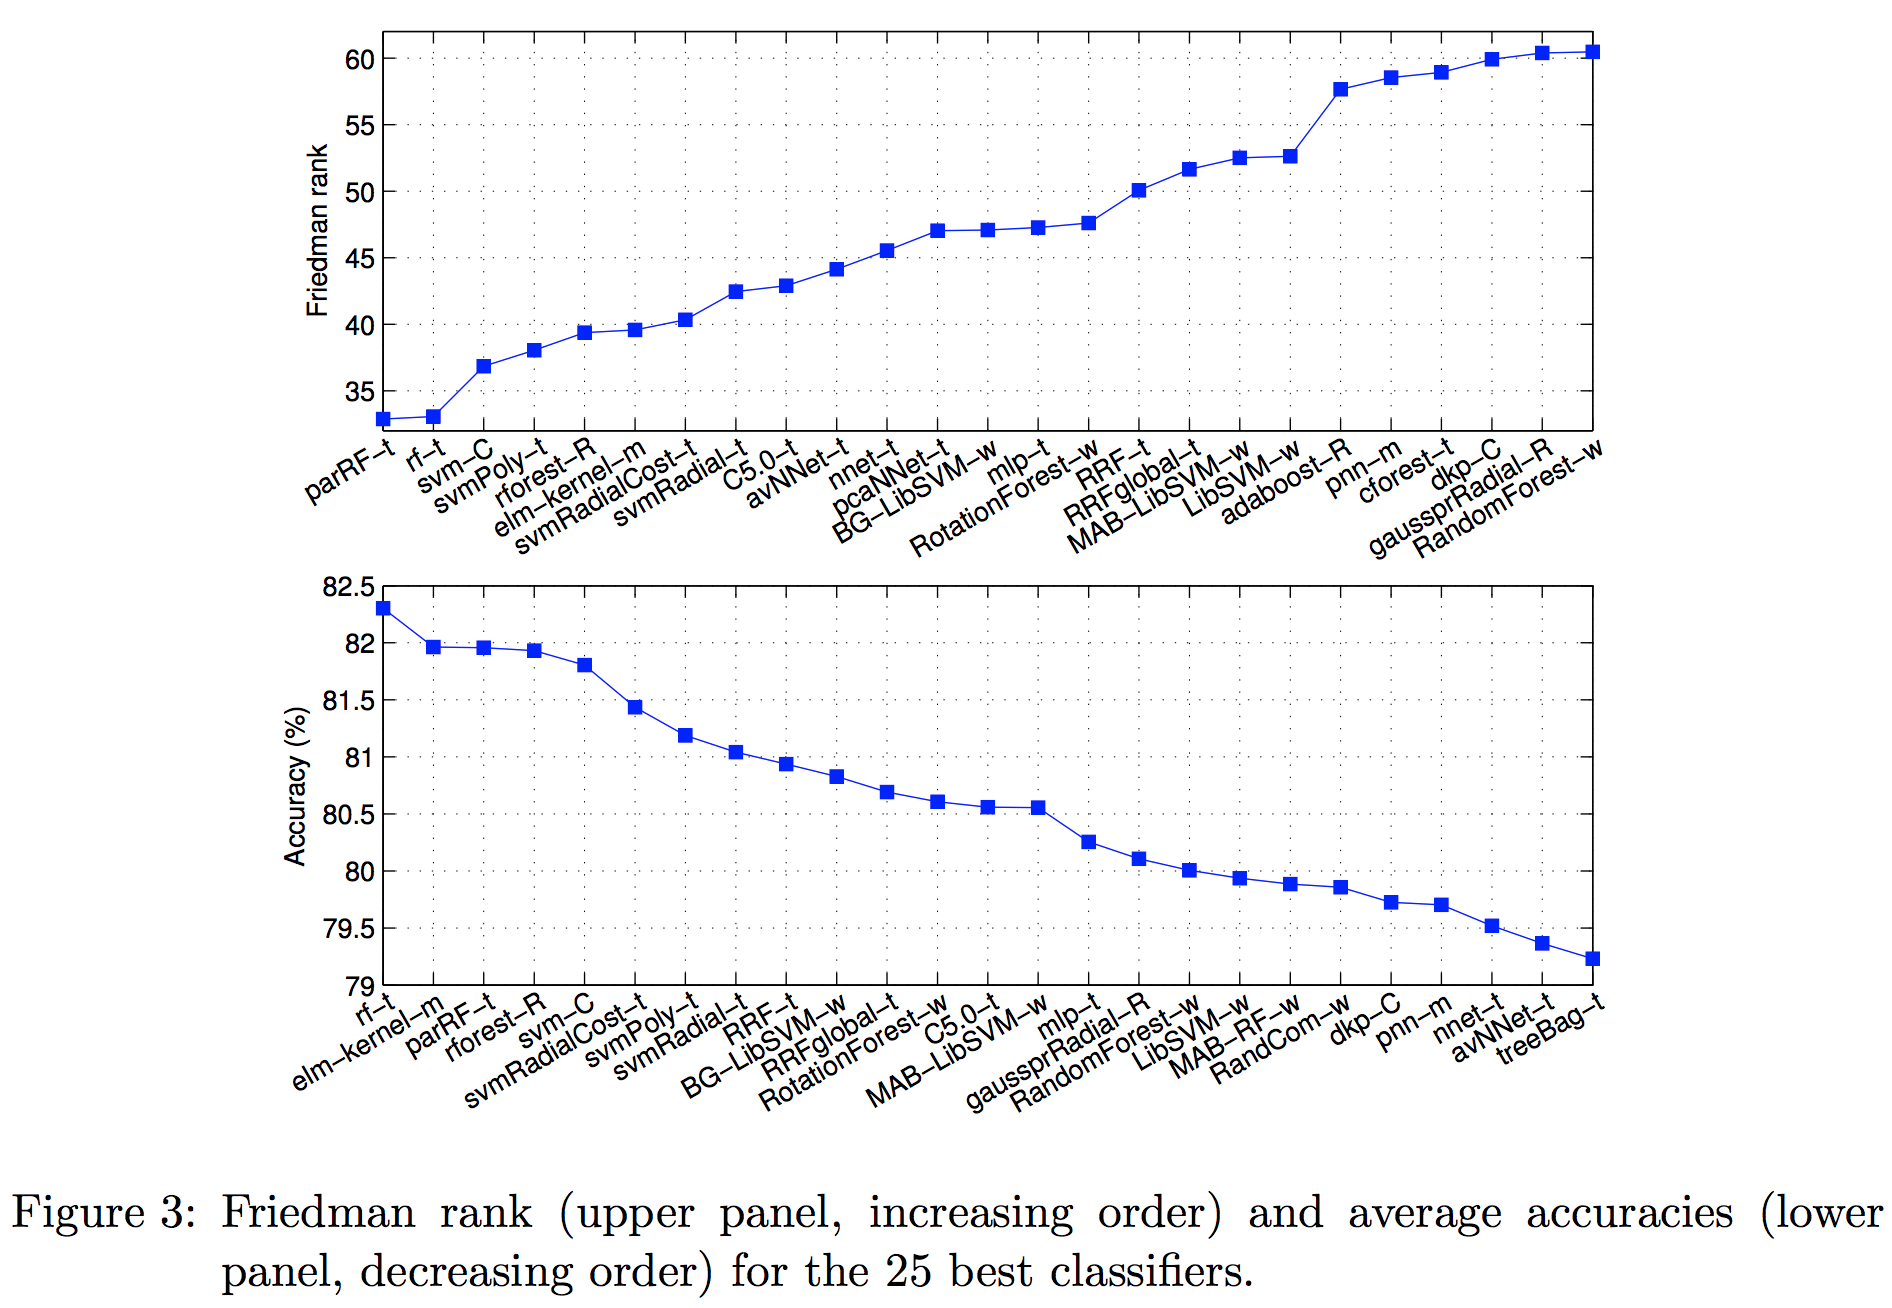 60
55
50
45
40
35
Friedman rank
parRF−t
rf−t
svm−C
svmPoly−t
rforest−R
elm−kernel−m
svmRadialCost−t
svmRadial−t
C5.0−t
avNNet−t
nnet−t
pcaNNet−t
BG−LibSVM−w
mlp−t
RotationForest−w
RRF−t
RRFglobal−t
MAB−LibSVM−w
LibSVM−w
adaboost−R
pnn−m
cforest−t
dkp−C
gaussprRadial−R
RandomForest−w
82.5
82
81.5
81
80.5
80
79.5
79
Accuracy (%)
rf−t
elm−kernel−m
parRF−t
rforest−R
svm−C
svmRadialCost−t
svmPoly−t
svmRadial−t
RRF−t
BG−LibSVM−w
RRFglobal−t
RotationForest−w
C5.0−t
MAB−LibSVM−w
mlp−t
gaussprRadial−R
RandomForest−w
LibSVM−w
MAB−RF−w
RandCom−w
dkp−C
pnn−m
nnet−t
avNNet−t
treeBag−t
Figure 3: Friedman rank (upper panel, increasing order) and average accuracies (lower
panel, decreasing order) for the 25 best classifiers.